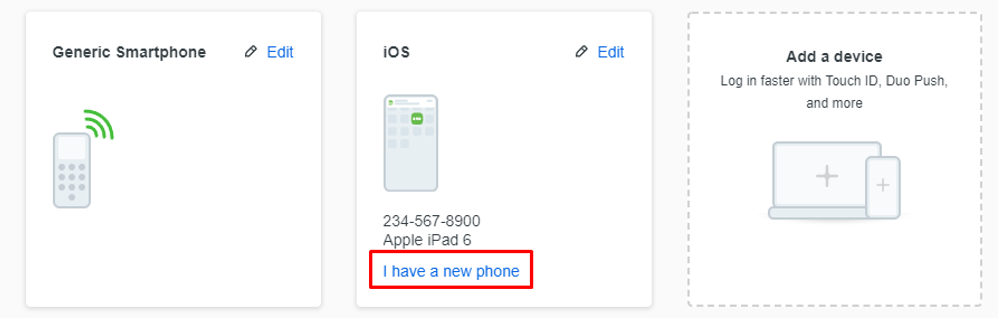 Generic Smartphone
Edit
iOS
Edit
234-567-8900
Apple iPad 6
I have a new phone
Add a device
Log in faster with Touch ID, Duo Push,
and more